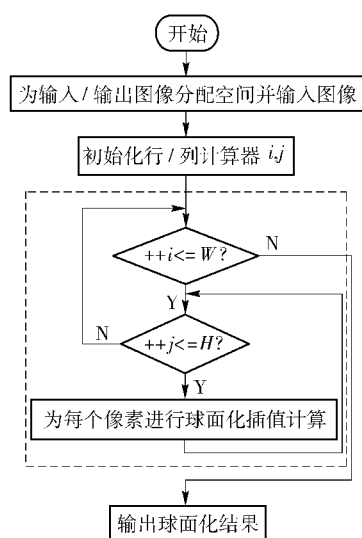 开始
为输入/输出图像分配空间并输入图像
初始化行/列计算器 i,j
++i<=W?
N
Y
++j<=H?
N
Y
为每个像素进行球面化插值计算
输出球面化结果